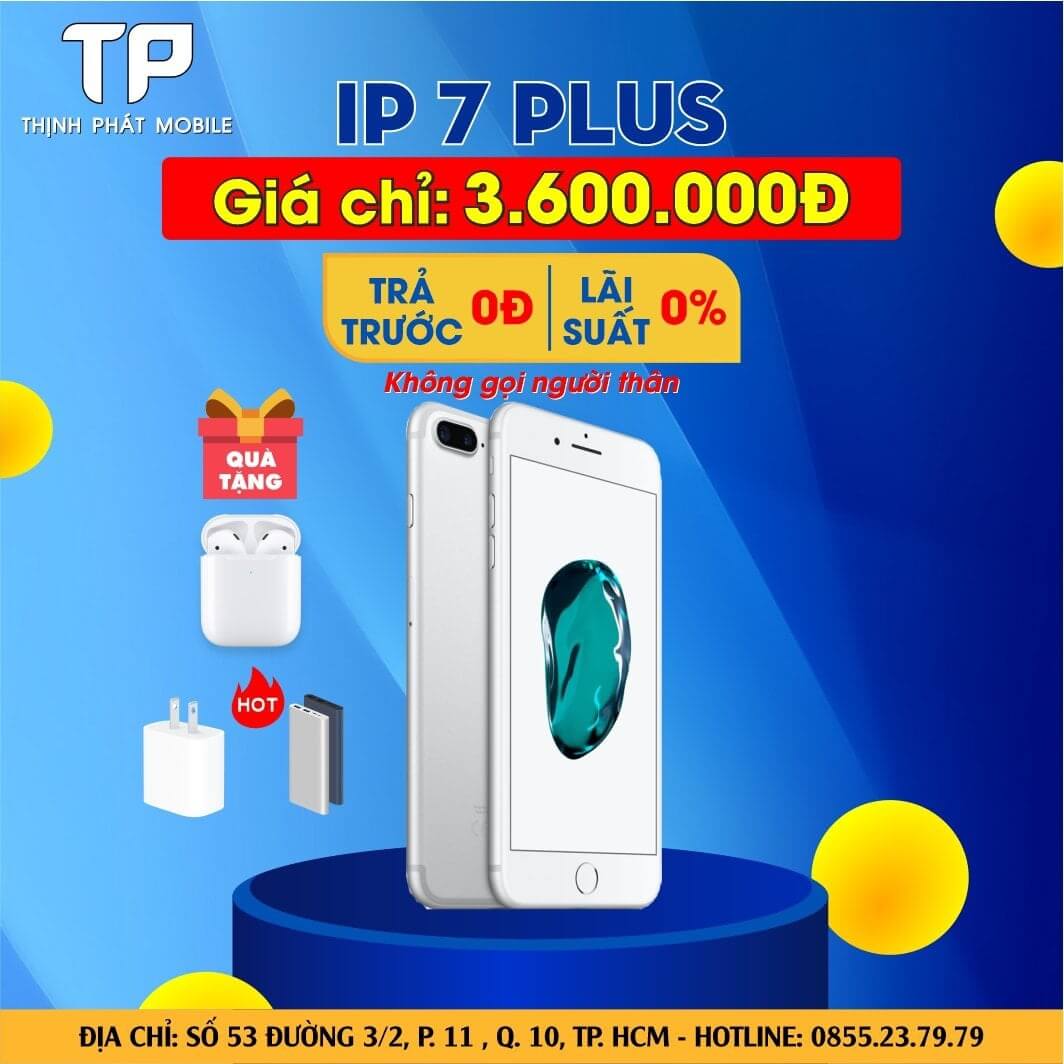 TP
THỊNH PHÁT MOBILE
IP 7 PLUS
Giá chỉ: 3.600.000Đ
TRẢ TRƯỚC 0Đ
LÃI SUẤT 0%
Không gọi người thân
QUÀ
TẶNG
HOT
ĐỊA CHỈ: SỐ 53 ĐƯỜNG 3/2, P. 11 , Q. 10, TP. HCM - HOTLINE: 0855.23.79.79